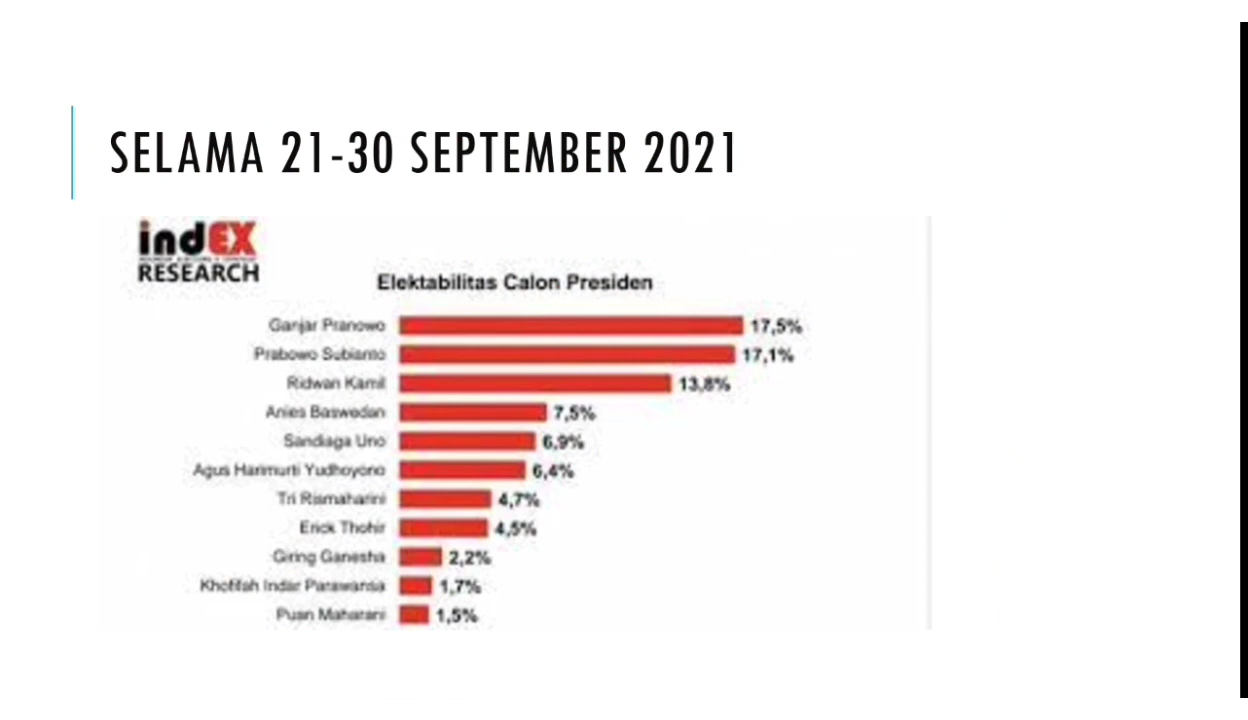 SELAMA 21-30 SEPTEMBER 2021
indEX
RESEARCH
Elektabilitas Calon Presiden
Ganjar Pranowo 17,5%
Prabowo Subianto 17,1%
Ridwan Kamil 13,8%
Anies Baswedan 7,5%
Sandiaga Uno 6,9%
Agus Harimurti Yudhoyono 6,4%
Tri Rismaharini 4,7%
Erick Thohir 4,5%
Giring Ganesha 2,2%
Khofifah Indar Parawansa 1,7%
Puan Maharani 1,5%